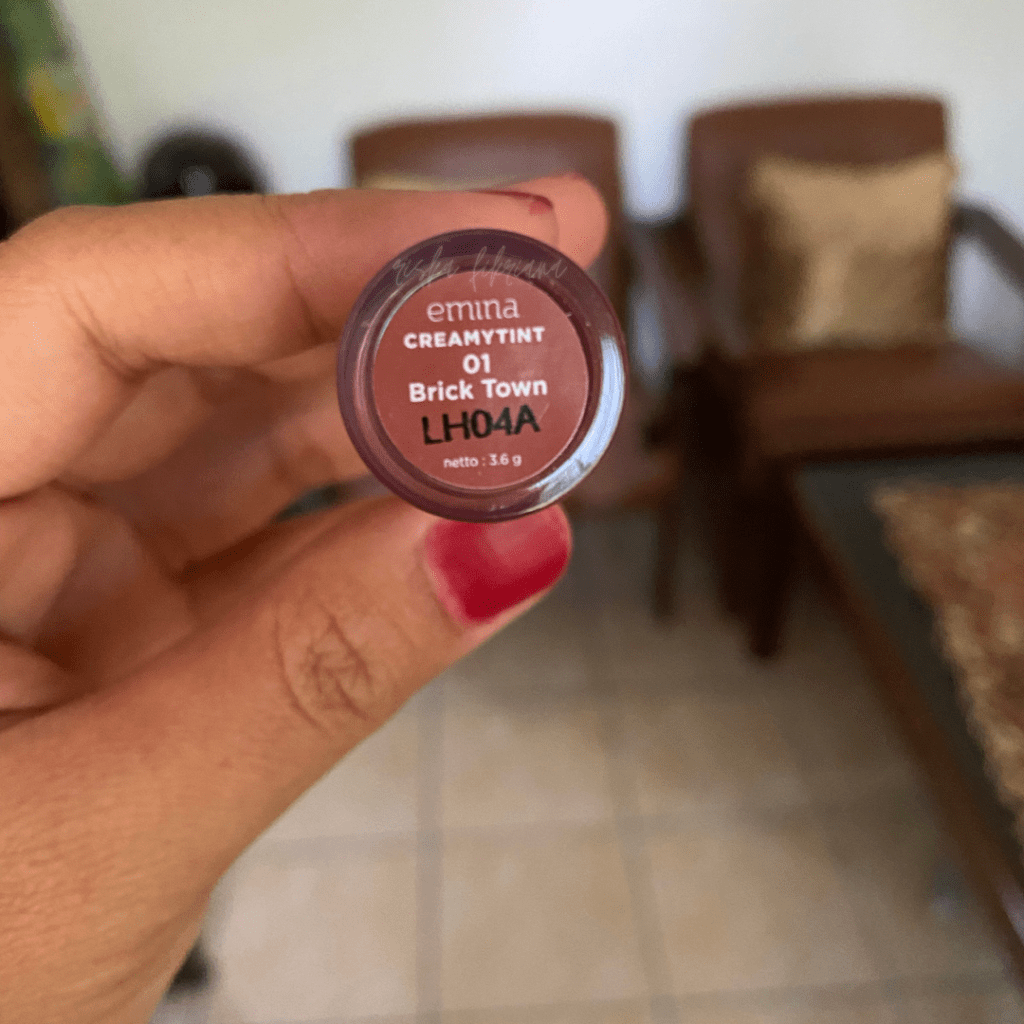 emina
CREAMYTINT
01
Brick Town
LH04A
netto : 3.6 g